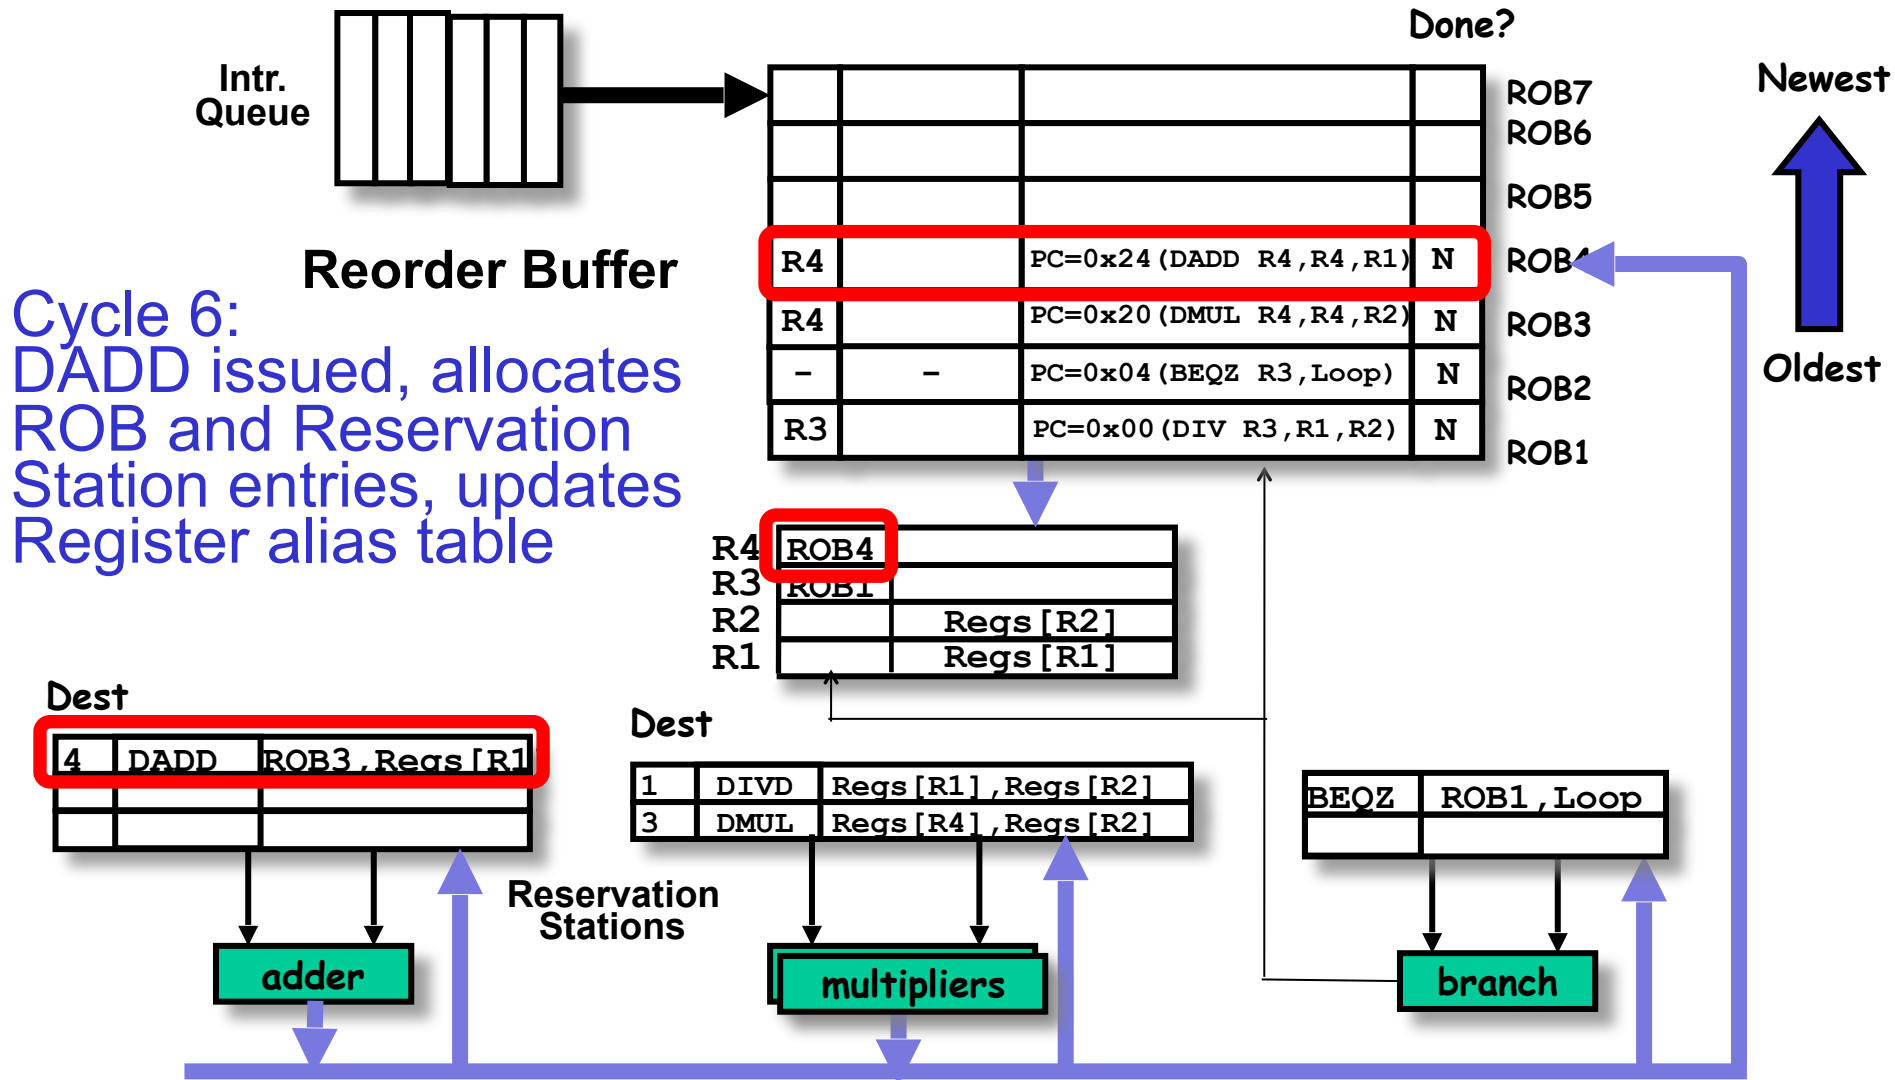 Done?
Intr.
Queue
Newest
ROB7
ROB6
ROB5
Reorder Buffer
R4 PC=0x24(DADD R4,R4,R1) N ROB4
R4 PC=0x20(DMUL R4,R4,R2) N ROB3
- - PC=0x04(BEQZ R3,Loop) N ROB2
R3 PC=0x00(DIV R3,R1,R2) N ROB1
Oldest
Cycle 6:
DADD issued, allocates
ROB and Reservation
Station entries, updates
Register alias table
R4 ROB4
R3 ROB1
R2 Regs[R2]
R1 Regs[R1]
Dest
4 DADD ROB3,Regs[R1
Dest
1 DIVD Regs[R1],Regs[R2]
3 DMUL Regs[R4],Regs[R2]
BEQZ ROB1,Loop
Reservation
Stations
adder
multipliers
branch